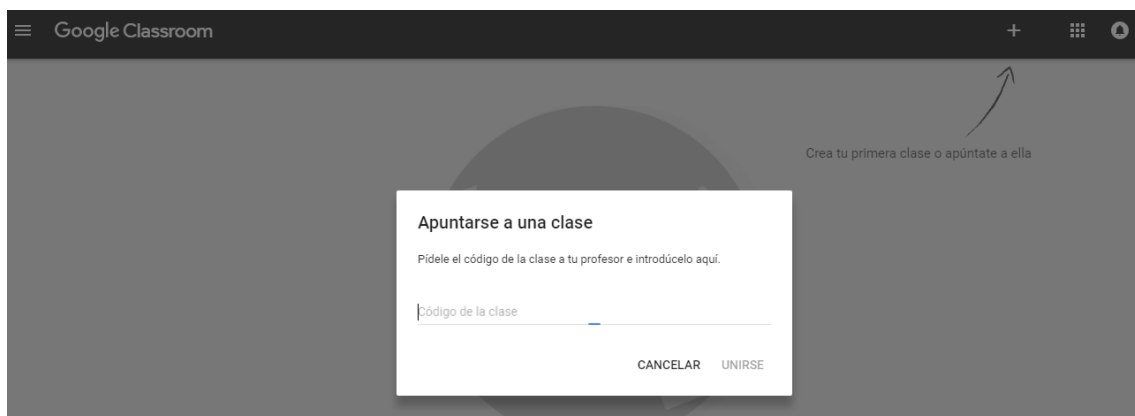 Google Classroom
Crea tu primera clase o apúntate a ella
Apuntarse a una clase
Pídele el código de la clase a tu profesor e introdúcelo aquí.
Código de la clase
CANCELAR UNIRSE